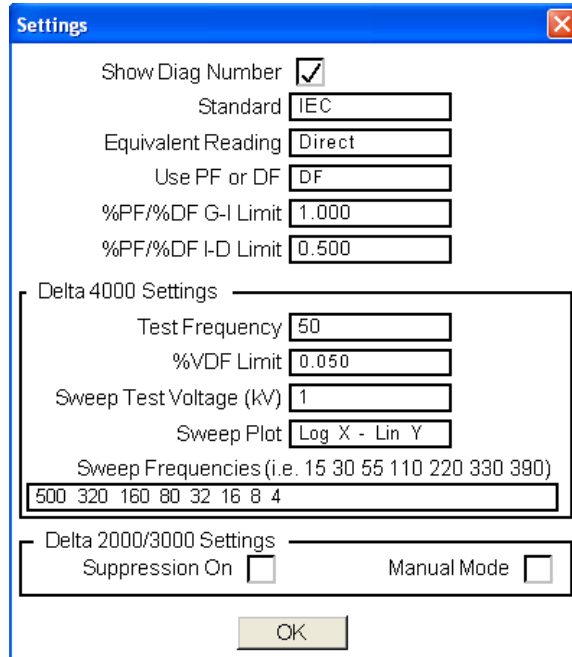 Settings
Show Diag Number
Standard IEC
Equivalent Reading Direct
Use PF or DF DF
%PF/%DF G-I Limit 1.000
%PF/%DF I-D Limit 0.500
Delta 4000 Settings
Test Frequency 50
%VDF Limit 0.050
Sweep Test Voltage (kV) 1
Sweep Plot Log X - Lin Y
Sweep Frequencies (i.e. 15 30 55 110 220 330 390)
500 320 160 80 32 16 8 4
Delta 2000/3000 Settings
Suppression On Manual Mode
OK